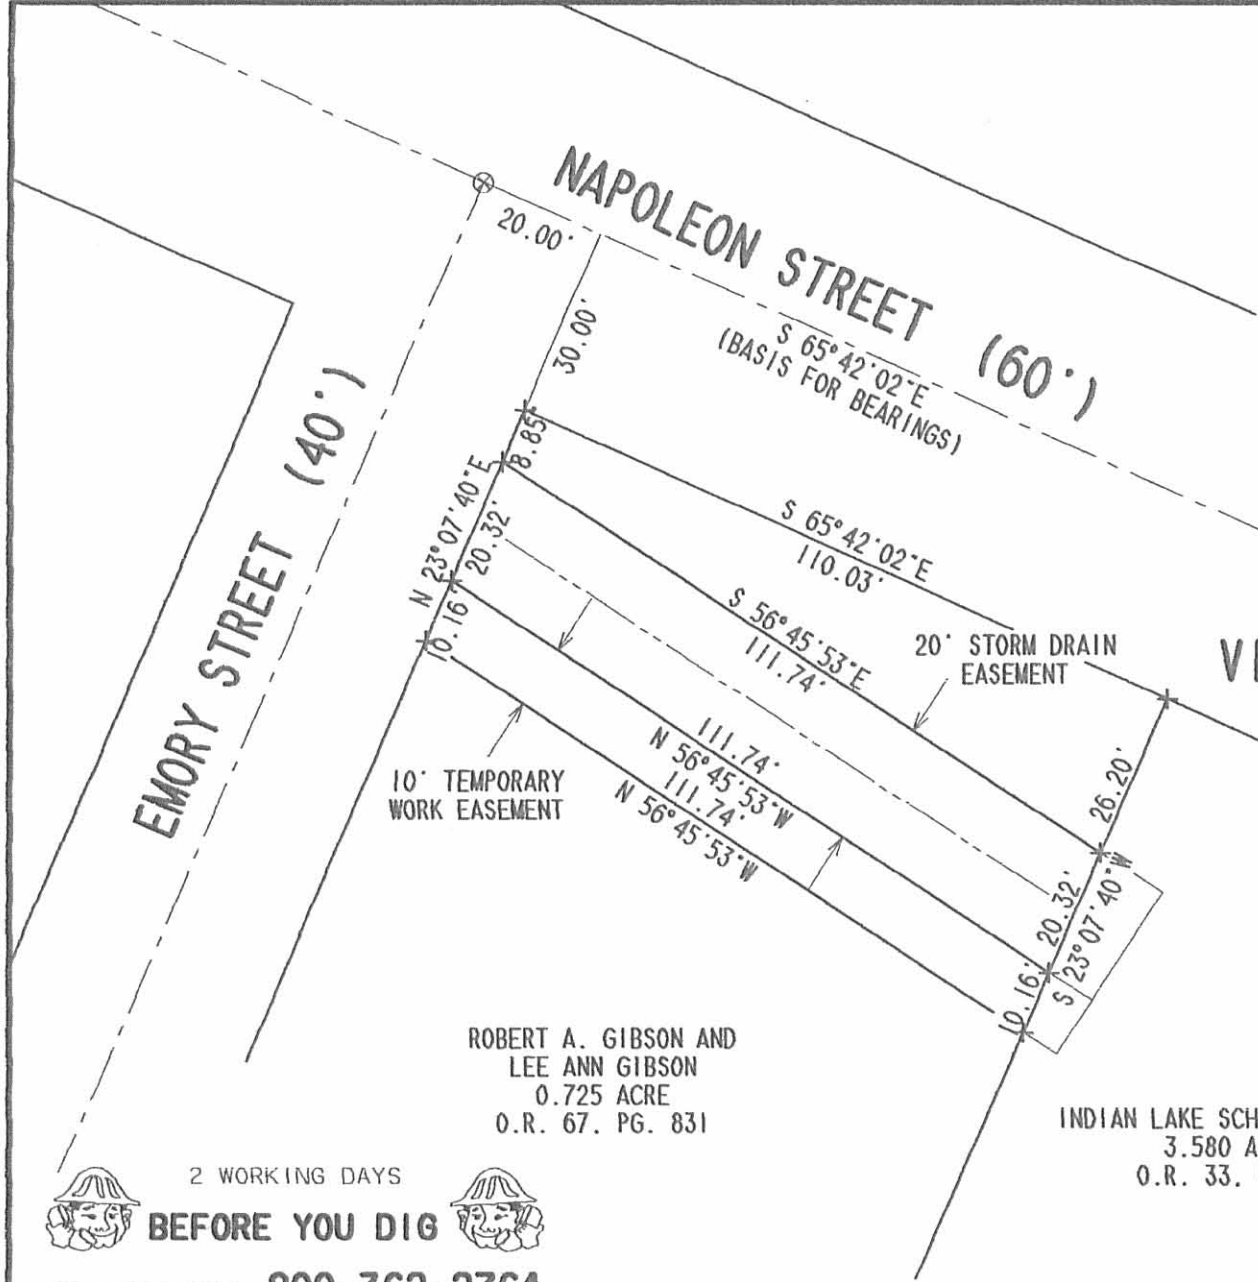 NAPOLEON STREET (60')
20.00'
30.00'
S 65°42'02"E
(BASIS FOR BEARINGS)
EMORY STREET (40')
8.85'
N 23°07'40"E
20.32'
10.16'
S 65°42'02"E
110.03'
S 56°45'53"E
111.74'
20' STORM DRAIN
EASEMENT
111.74'
N 56°45'53"W
111.74'
N 56°45'53"W
10' TEMPORARY
WORK EASEMENT
26.20'
20.32'
S 23°07'40"W
10.16'
ROBERT A. GIBSON AND
LEE ANN GIBSON
0.725 ACRE
O.R. 67. PG. 831
INDIAN LAKE SCH
3.580 A
O.R. 33.
2 WORKING DAYS
BEFORE YOU DIG
800-362-2764